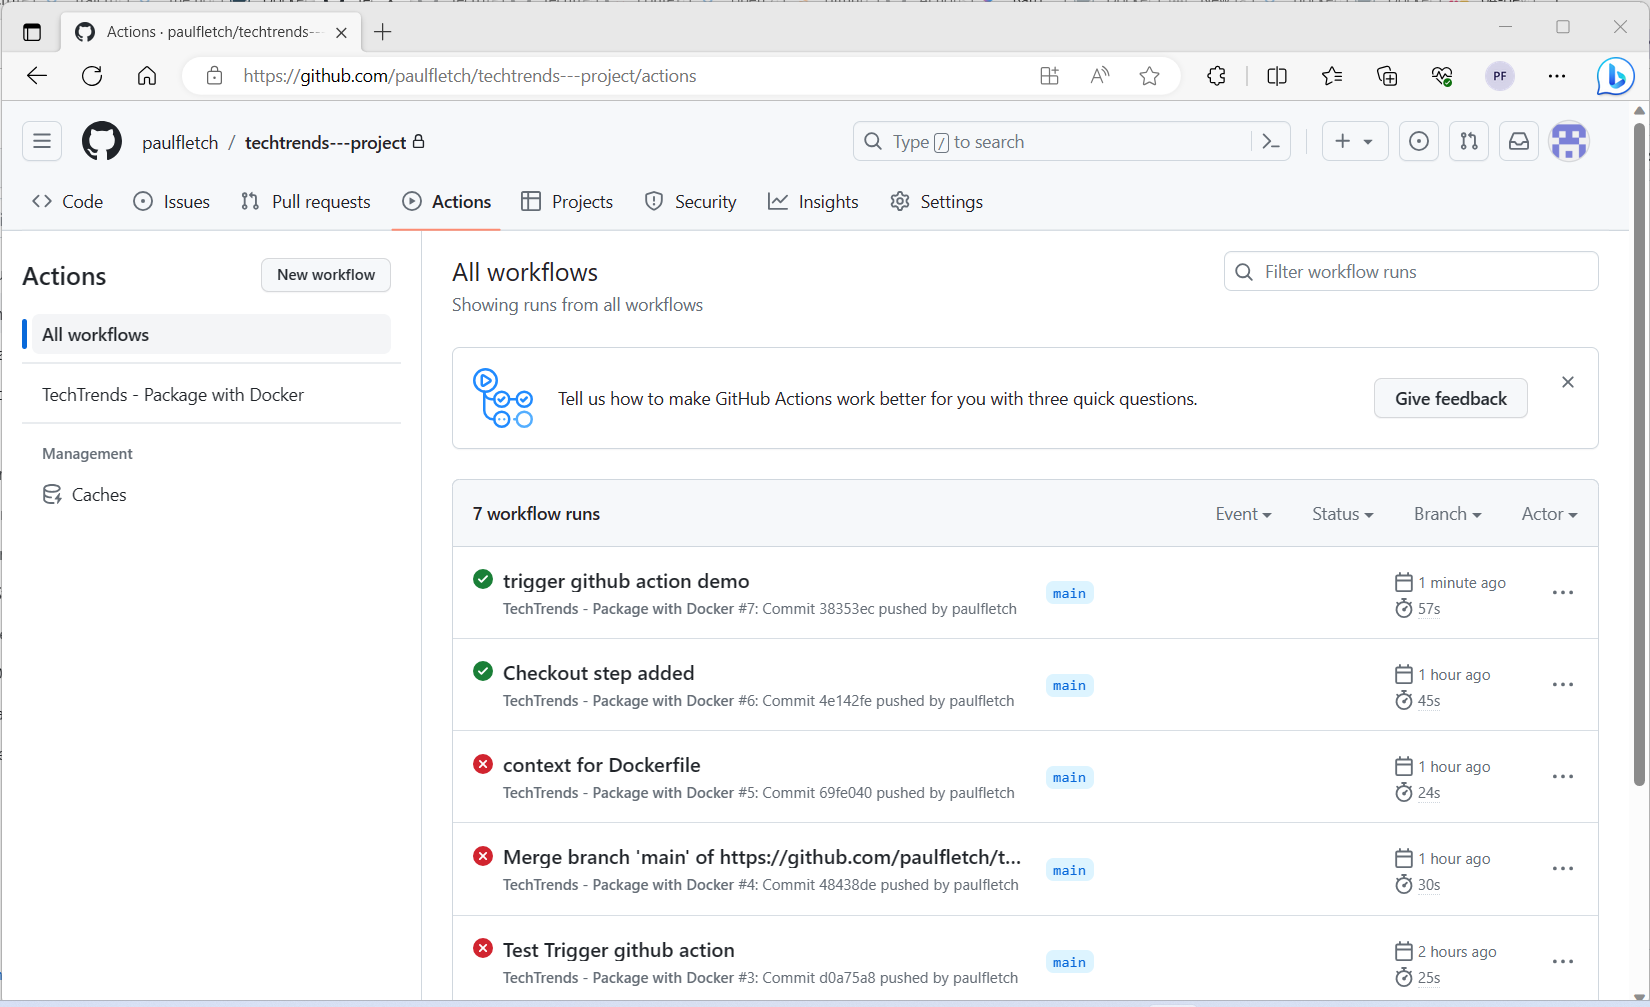 Actions · paulfletch/techtrends---
https://github.com/paulfletch/techtrends---project/actions
PF
paulfletch / techtrends---project
Type / to search
Code
Issues
Pull requests
Actions
Projects
Security
Insights
Settings
Actions
New workflow
All workflows
TechTrends - Package with Docker
Management
Caches
All workflows
Showing runs from all workflows
Filter workflow runs
Tell us how to make GitHub Actions work better for you with three quick questions.
Give feedback
7 workflow runs
Event
Status
Branch
Actor
trigger github action demo
TechTrends - Package with Docker #7: Commit 38353ec pushed by paulfletch
main
1 minute ago
57s
Checkout step added
TechTrends - Package with Docker #6: Commit 4e142fe pushed by paulfletch
main
1 hour ago
45s
context for Dockerfile
TechTrends - Package with Docker #5: Commit 69fe040 pushed by paulfletch
main
1 hour ago
24s
Merge branch 'main' of https://github.com/paulfletch/t...
TechTrends - Package with Docker #4: Commit 48438de pushed by paulfletch
main
1 hour ago
30s
Test Trigger github action
TechTrends - Package with Docker #3: Commit d0a75a8 pushed by paulfletch
main
2 hours ago
25s